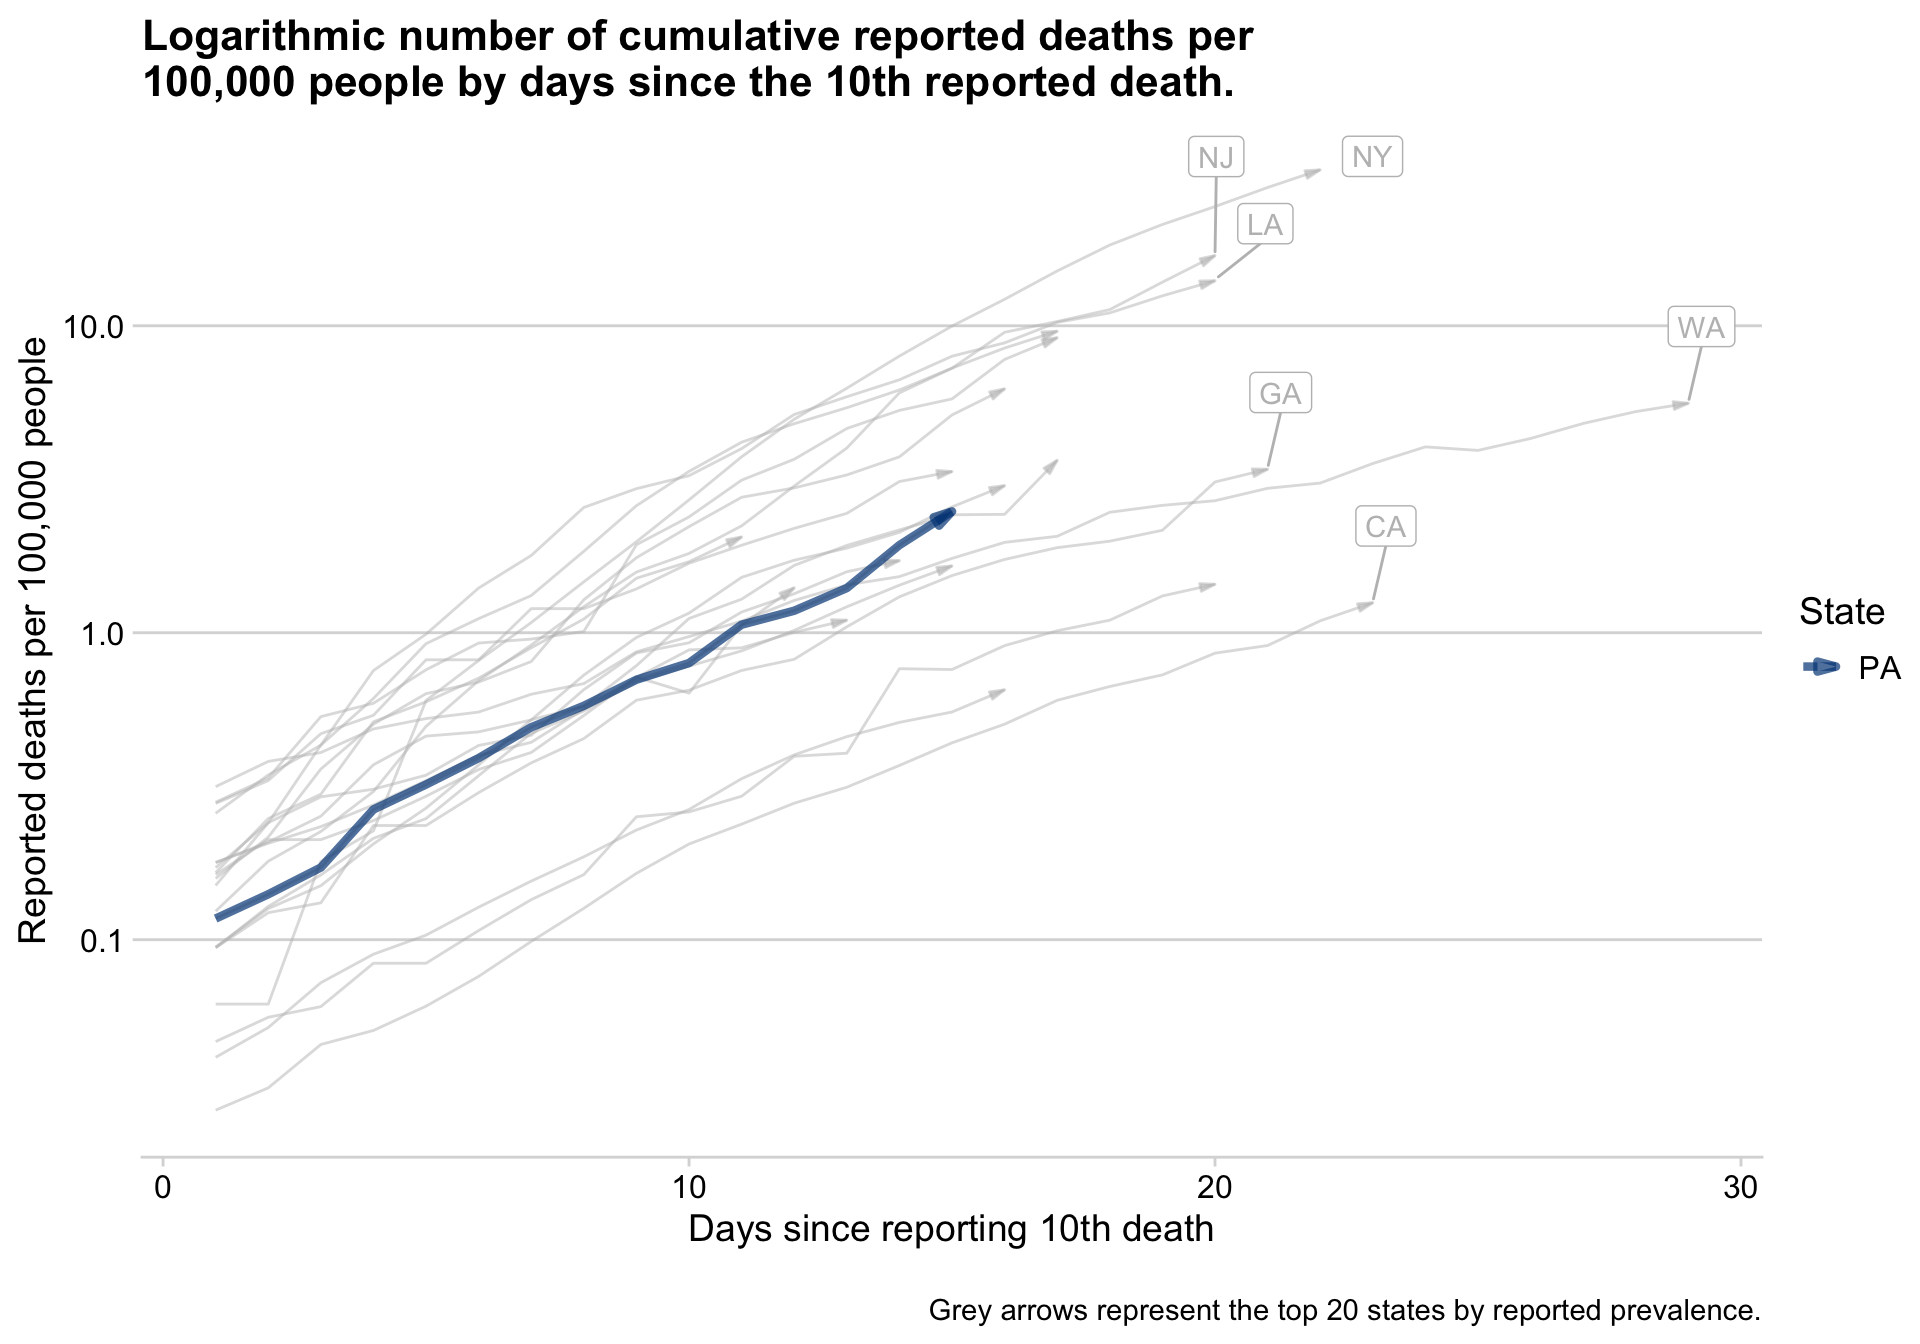 Logarithmic number of cumulative reported deaths per
100,000 people by days since the 10th reported death.
NJ
NY
LA
10.0
WA
GA
CA
Reported deaths per 100,000 people
State
1.0
PA
0.1
0
10
20
30
Days since reporting 10th death
Grey arrows represent the top 20 states by reported prevalence.